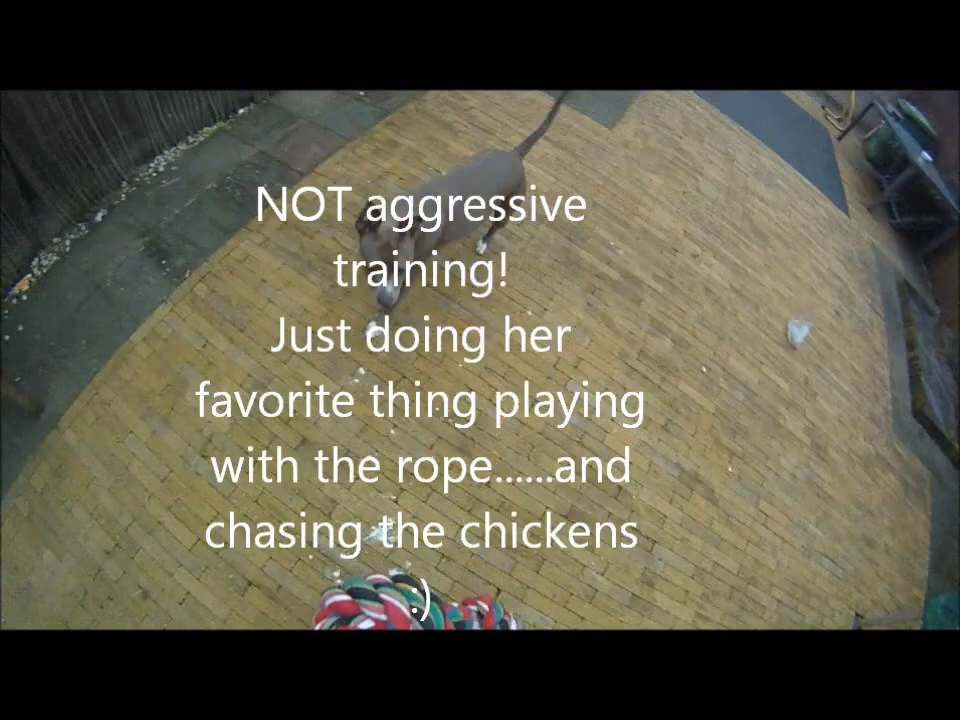 NOT aggressive
training!
Just doing her
favorite thing playing
with the rope......and
chasing the chickens
:)